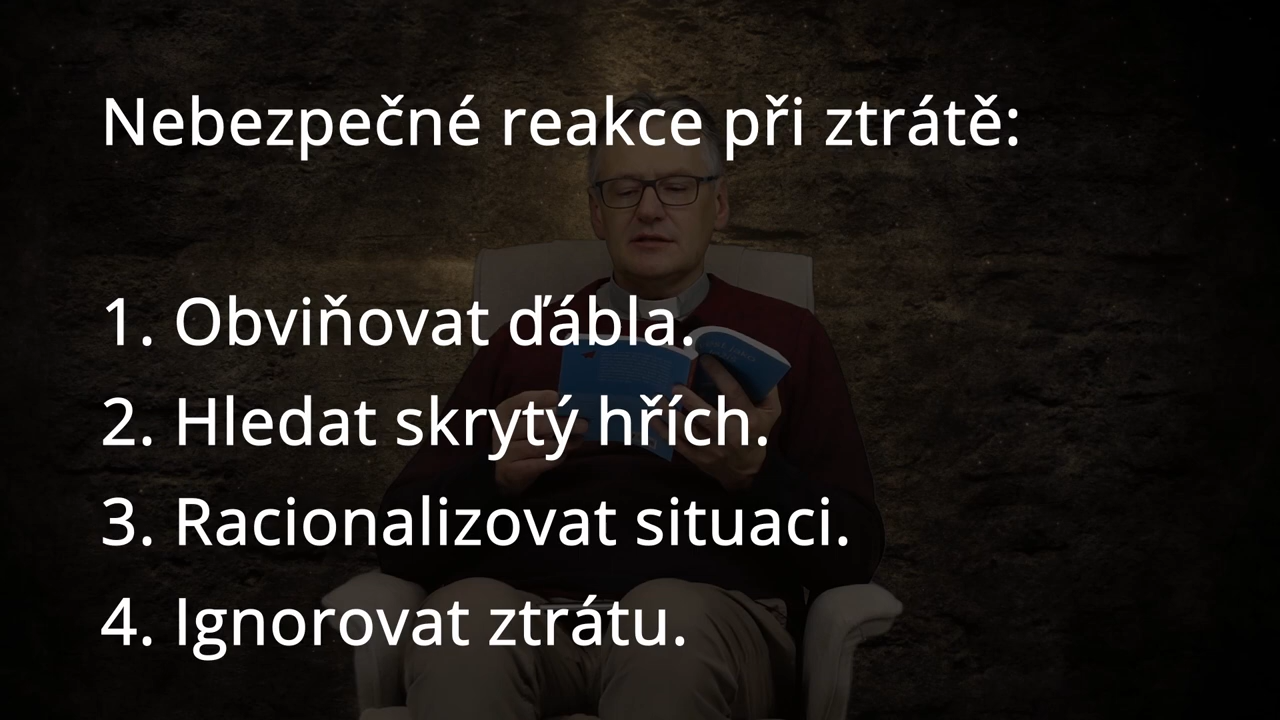 Nebezpečné reakce při ztrátě:
1. Obviňovat ďábla.
2. Hledat skrytý hřích.
3. Racionalizovat situaci.
4. Ignorovat ztrátu.